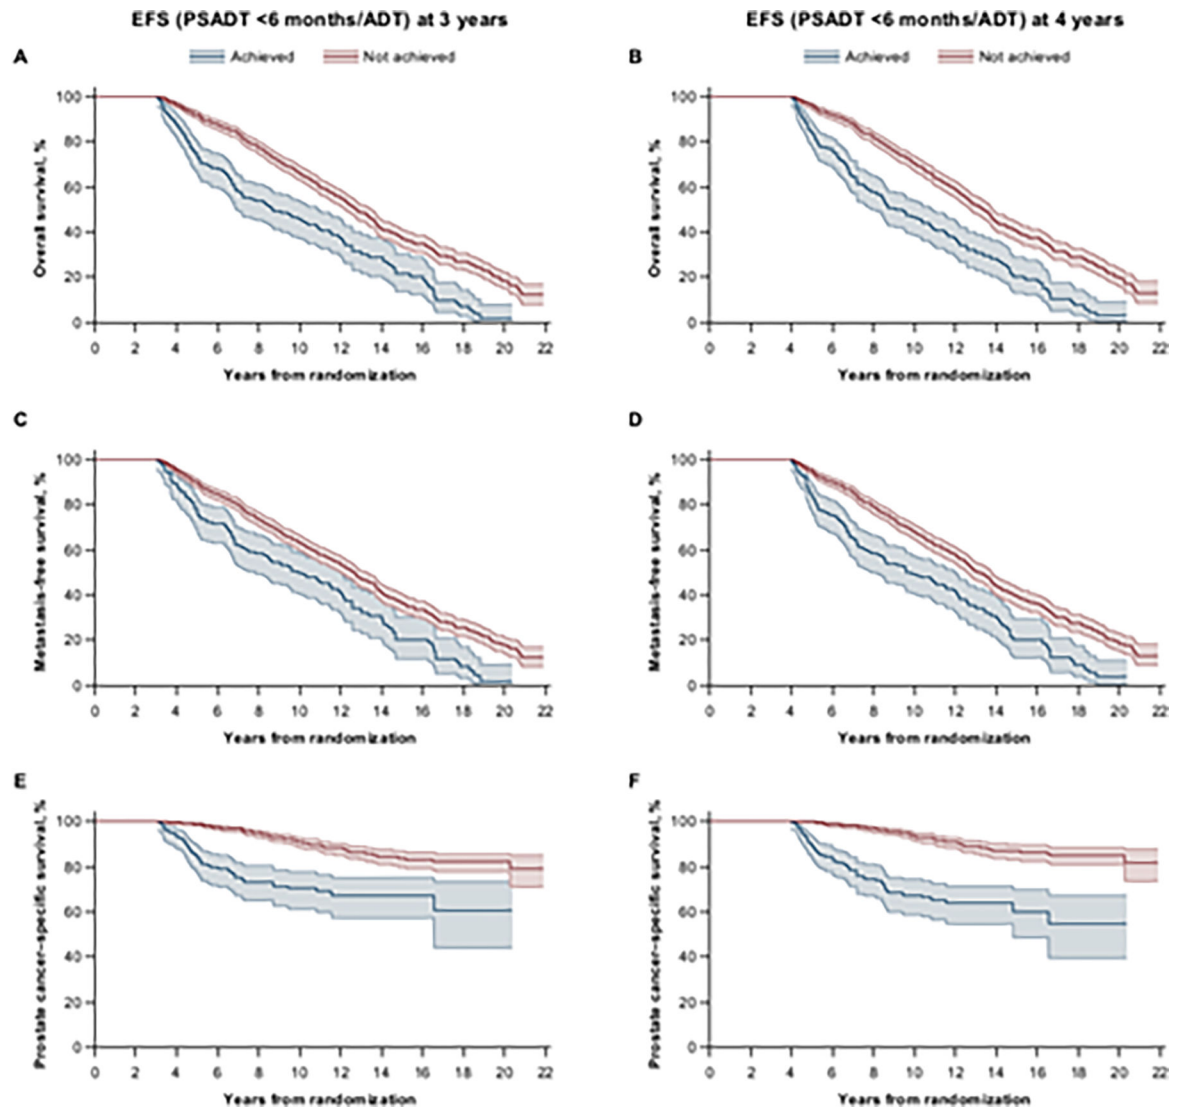 EFS (PSADT <6 months/ADT) at 3 years
A
Achieved Not achieved
Overall survival, %
100
80
60
40
20
0
0 2 4 6 8 10 12 14 16 18 20 22
Years from randomization
EFS (PSADT <6 months/ADT) at 4 years
B
Achieved Not achieved
Overall survival, %
100
80
60
40
20
0
0 2 4 6 8 10 12 14 16 18 20 22
Years from randomization
C
Metastasis-free survival, %
100
80
60
40
20
0
0 2 4 6 8 10 12 14 16 18 20 22
Years from randomization
D
Metastasis-free survival, %
100
80
60
40
20
0
0 2 4 6 8 10 12 14 16 18 20 22
Years from randomization
E
Prostate cancer-specific survival, %
100
80
60
40
20
0
0 2 4 6 8 10 12 14 16 18 20 22
Years from randomization
F
Prostate cancer-specific survival, %
100
80
60
40
20
0
0 2 4 6 8 10 12 14 16 18 20 22
Years from randomization